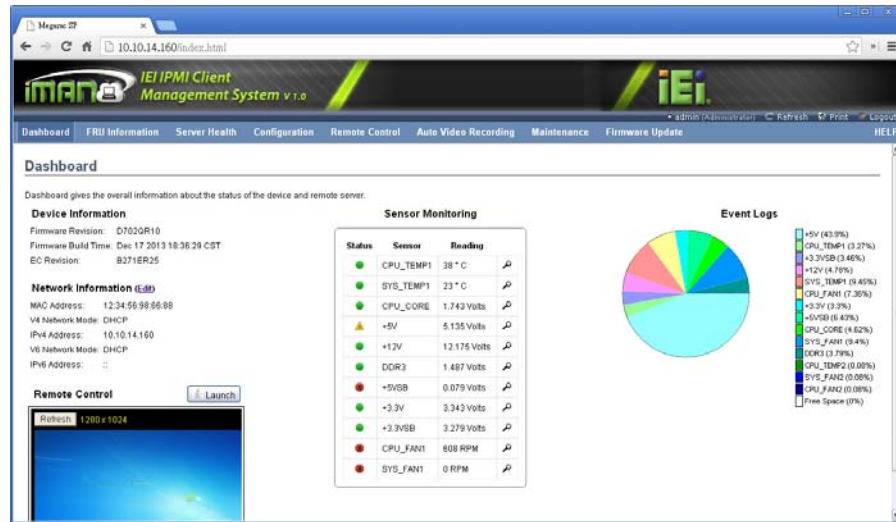 Megarac SP
10.10.14.160/index.html
iMAN
IEI IPMI Client
Management System v 1.0
iEi
admin (Administrator) Refresh Print Logout
Dashboard FRU Information Server Health Configuration Remote Control Auto Video Recording Maintenance Firmware Update HELP
Dashboard
Dashboard gives the overall information about the status of the device and remote server.
Device Information
Firmware Revision: D702QR10
Firmware Build Time: Dec 17 2013 18:36:29 CST
EC Revision: B271ER25
Network Information (Edit)
MAC Address: 12:34:56:98:66:88
V4 Network Mode: DHCP
IPv4 Address: 10.10.14.160
V6 Network Mode: DHCP
IPv6 Address: ::
Remote Control Launch
Refresh 1280 x 1024
Sensor Monitoring
Status Sensor Reading
CPU_TEMP1 38 ° C
SYS_TEMP1 23 ° C
CPU_CORE 1.743 Volts
+5V 5.135 Volts
+12V 12.175 Volts
DDR3 1.487 Volts
+5VSB 0.079 Volts
+3.3V 3.343 Volts
+3.3VSB 3.279 Volts
CPU_FAN1 608 RPM
SYS_FAN1 0 RPM
Event Logs
+5V (43.9%)
CPU_TEMP1 (3.27%)
+3.3VSB (3.46%)
+12V (4.78%)
SYS_TEMP1 (9.45%)
CPU_FAN1 (7.36%)
+3.3V (3.3%)
+5VSB (6.43%)
CPU_CORE (4.62%)
SYS_FAN1 (9.4%)
DDR3 (3.79%)
CPU_TEMP2 (0.08%)
SYS_FAN2 (0.08%)
CPU_FAN2 (0.08%)
Free Space (0%)